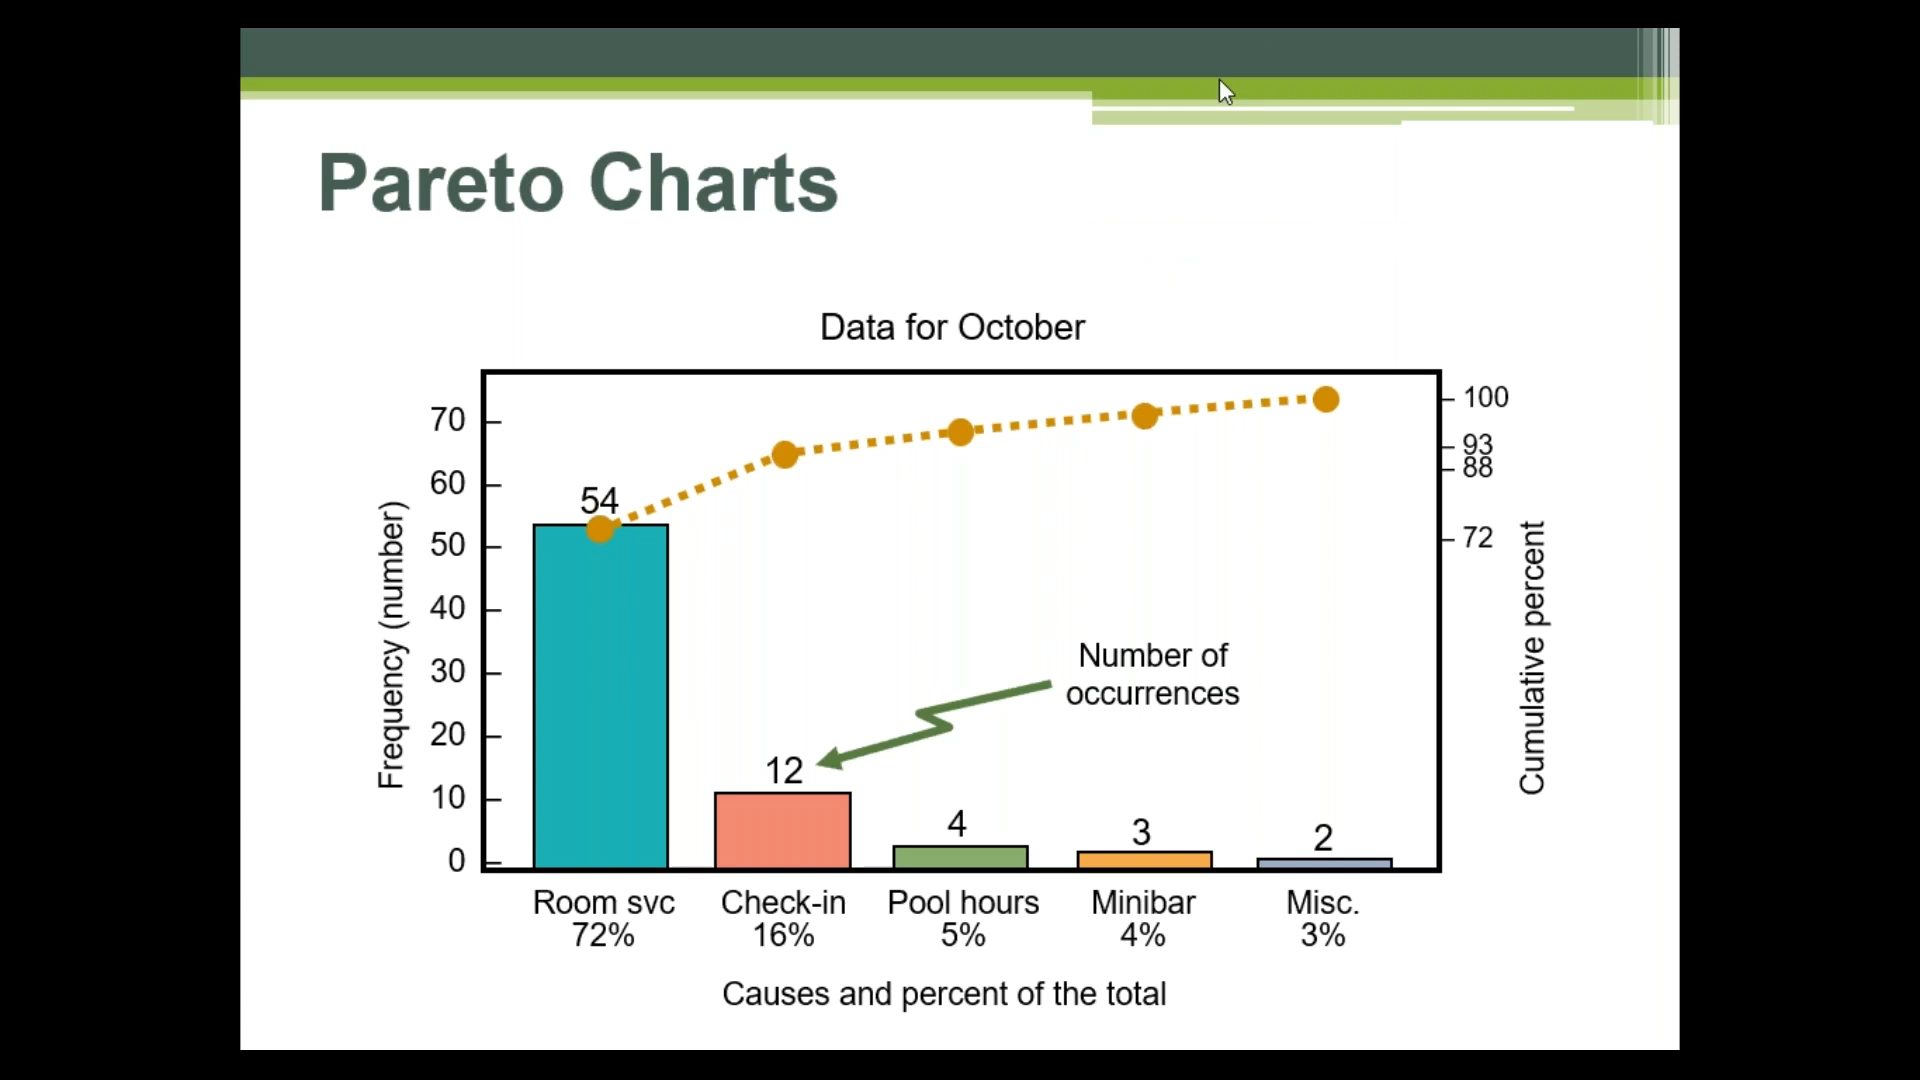 Pareto Charts
Data for October
70
60
50
40
30
20
10
0
Frequency (number)
54
12
4
3
2
Number of
occurrences
100
93
88
72
Cumulative percent
Room svc Check-in Pool hours Minibar Misc.
72% 16% 5% 4% 3%
Causes and percent of the total